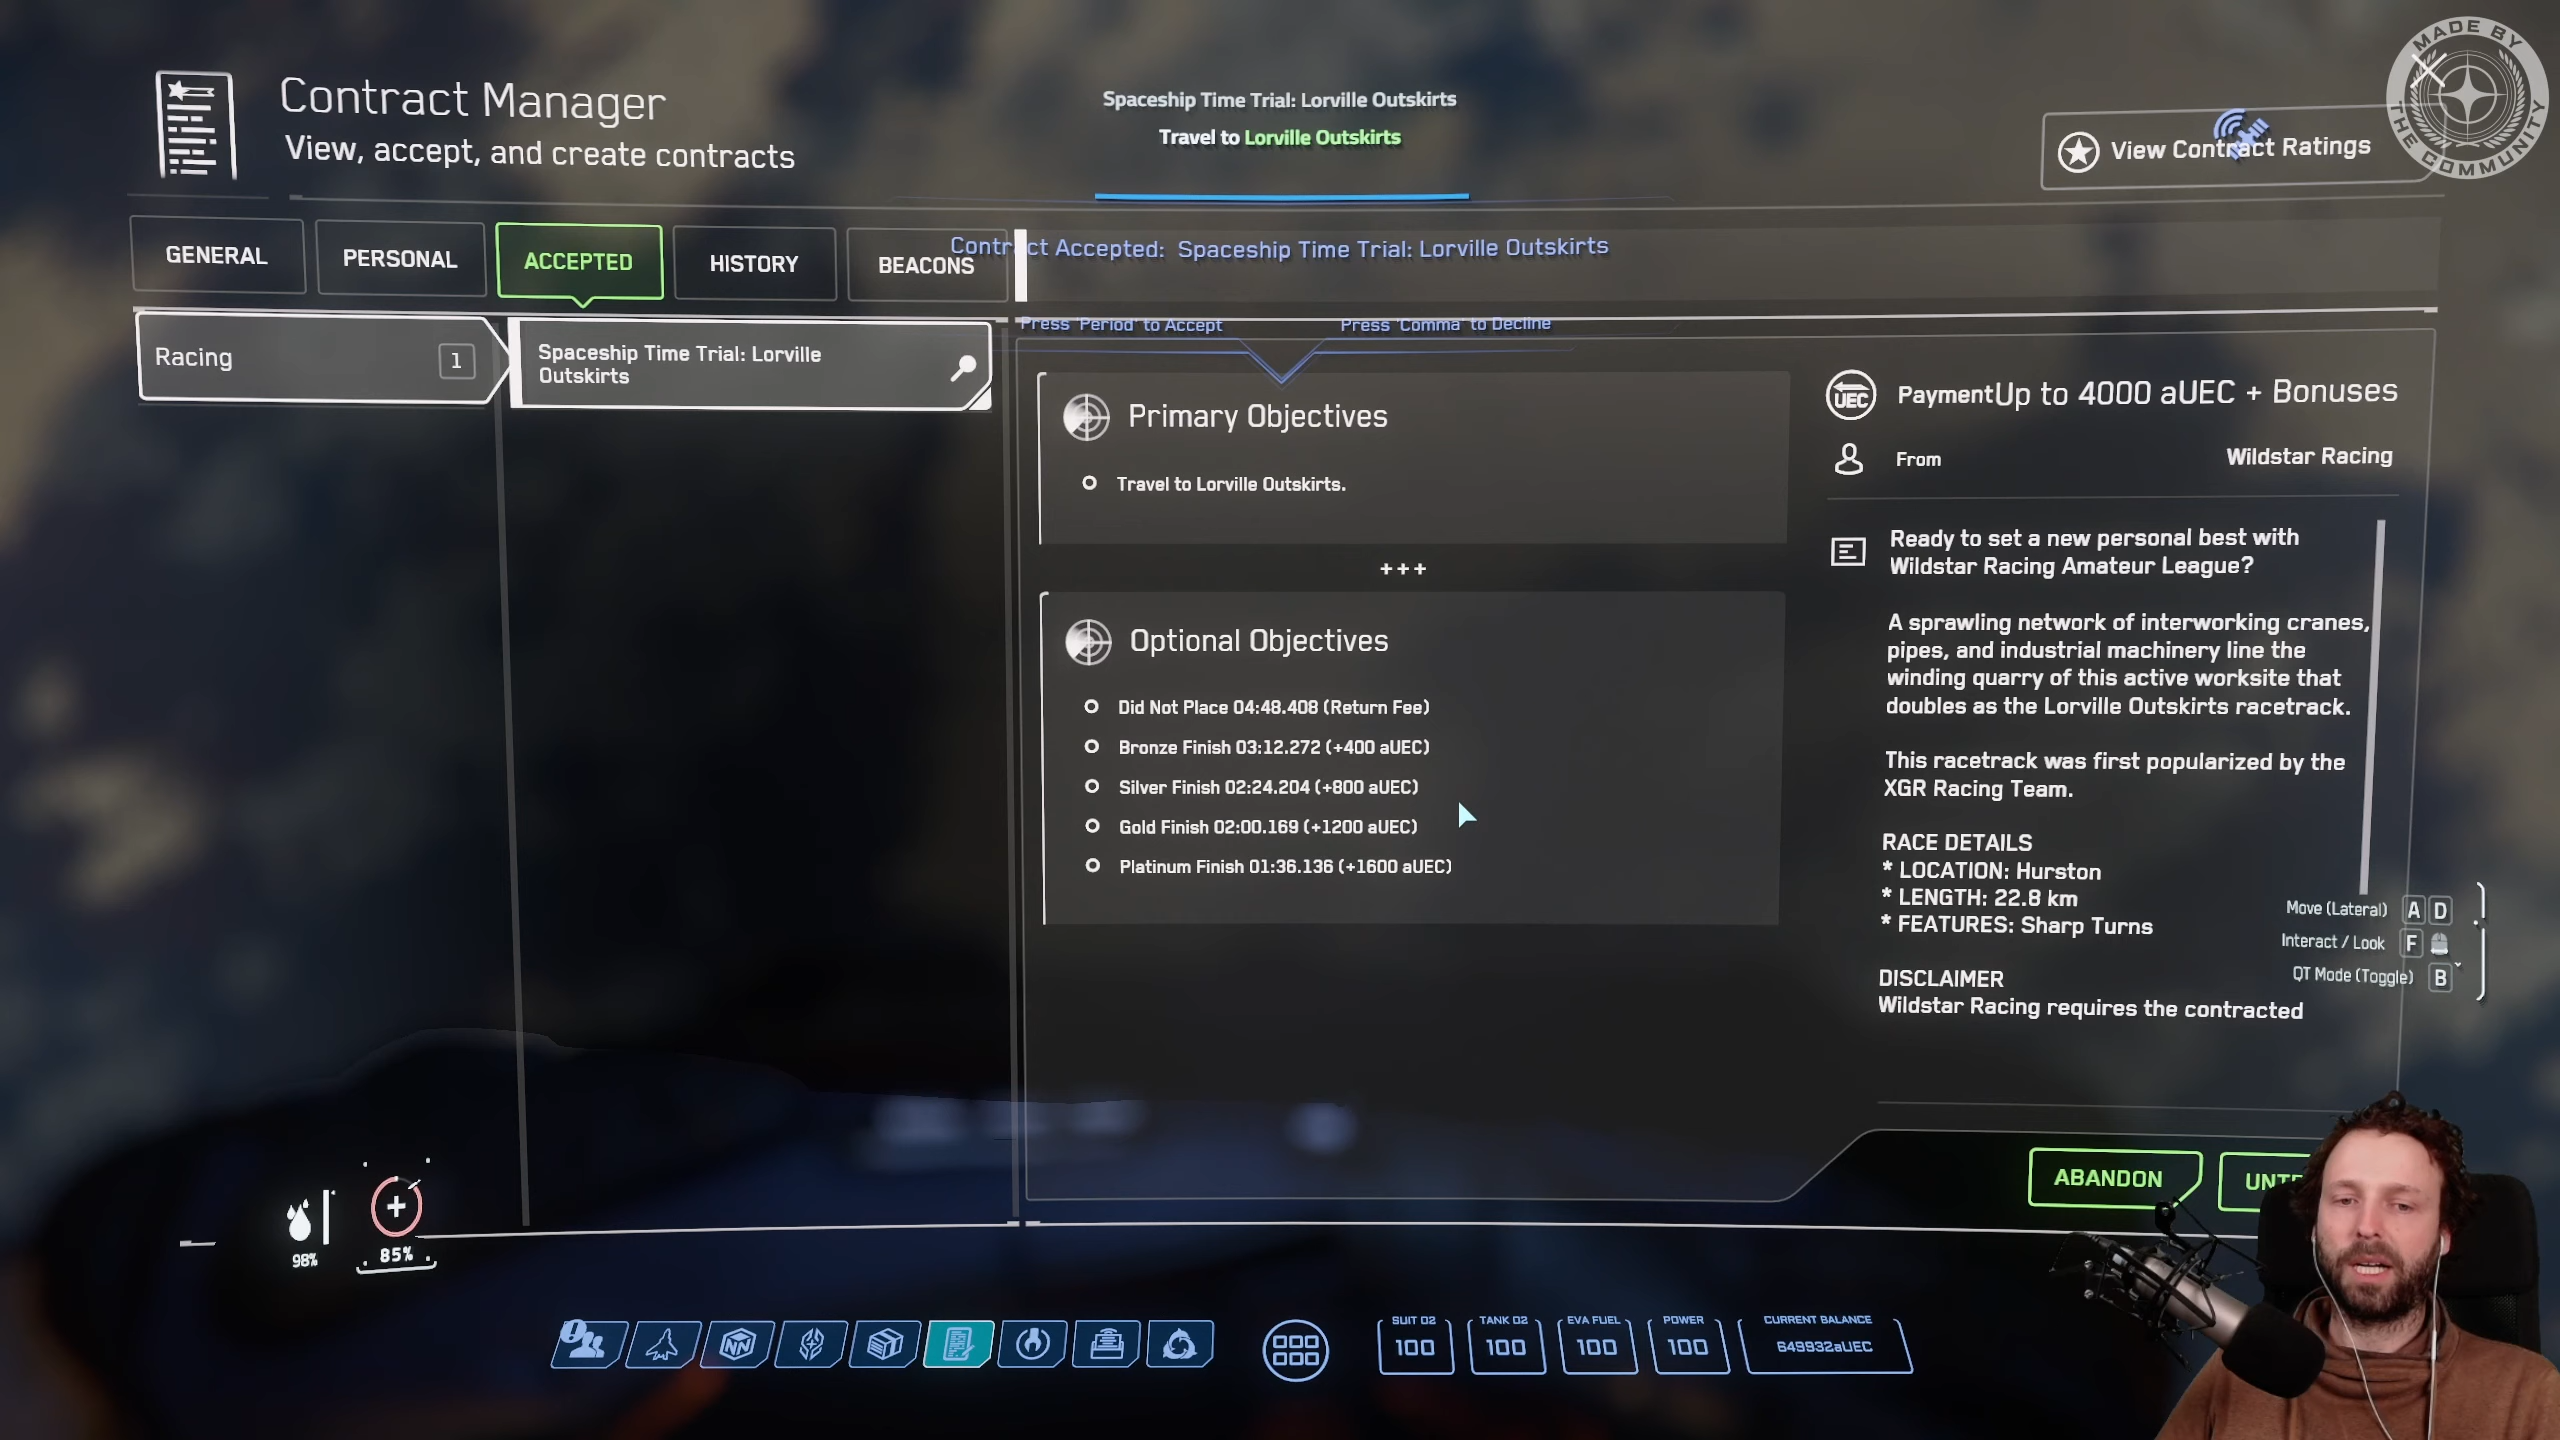 MADE BY
THE COMMUNITY
Contract Manager
View, accept, and create contracts
Spaceship Time Trial: Lorville Outskirts
Travel to Lorville Outskirts
View Contract Ratings
GENERAL
PERSONAL
ACCEPTED
HISTORY
BEACONS
Contract Accepted: Spaceship Time Trial: Lorville Outskirts
Press 'Period' to Accept
Press 'Comma' to Decline
Racing
1
Spaceship Time Trial: Lorville
Outskirts
Primary Objectives
Travel to Lorville Outskirts.
+++
Optional Objectives
Did Not Place 04:48.408 (Return Fee)
Bronze Finish 03:12.272 (+400 aUEC)
Silver Finish 02:24.204 (+800 aUEC)
Gold Finish 02:00.169 (+1200 aUEC)
Platinum Finish 01:36.136 (+1600 aUEC)
UEC
Payment Up to 4000 aUEC + Bonuses
From
Wildstar Racing
Ready to set a new personal best with
Wildstar Racing Amateur League?
A sprawling network of interworking cranes,
pipes, and industrial machinery line the
winding quarry of this active worksite that
doubles as the Lorville Outskirts racetrack.
This racetrack was first popularized by the
XGR Racing Team.
RACE DETAILS
* LOCATION: Hurston
* LENGTH: 22.8 km
* FEATURES: Sharp Turns
DISCLAIMER
Wildstar Racing requires the contracted
Move (Lateral) A D
Interact / Look F
QT Mode (Toggle) B
ABANDON
98%
85%
SUIT O2
100
TANK O2
100
EVA FUEL
100
POWER
100
CURRENT BALANCE
649932aUEC